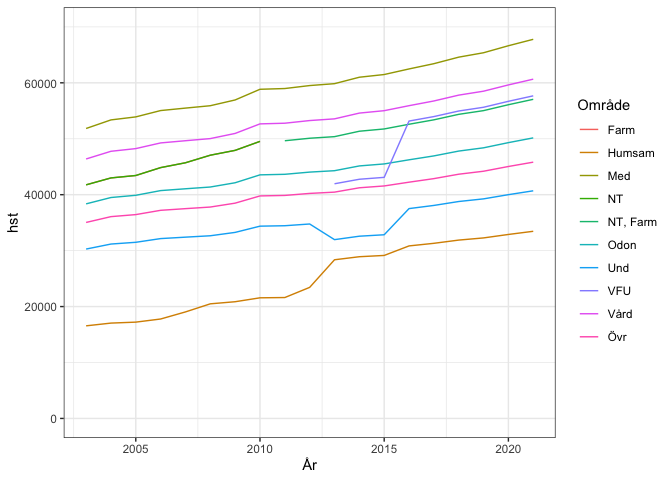 60000
40000
20000
0
hst
2005
2010
2015
2020
År
Område
Farm
Humsam
Med
NT
NT, Farm
Odon
Und
VFU
Vård
Övr